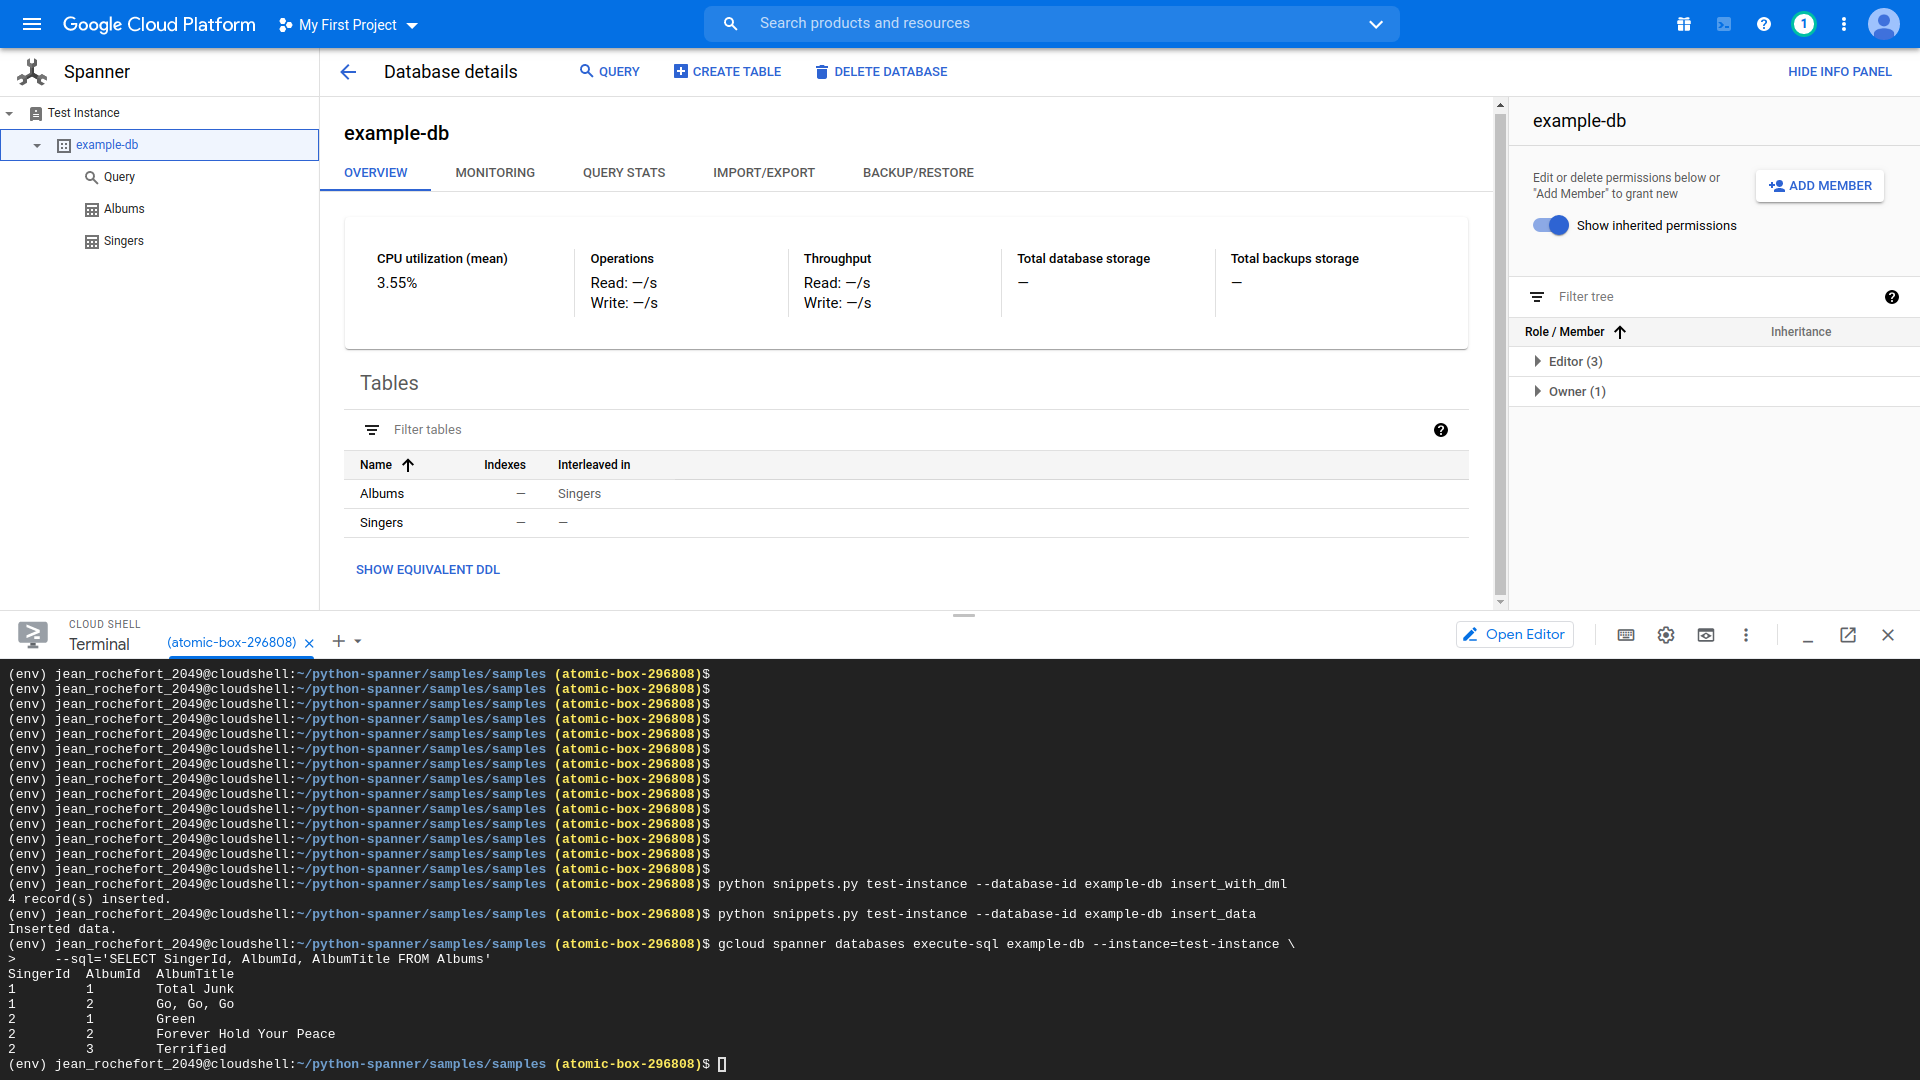 Google Cloud Platform
My First Project
Search products and resources
1
Spanner
Database details
QUERY
CREATE TABLE
DELETE DATABASE
HIDE INFO PANEL
Test Instance
example-db
Query
Albums
Singers
example-db
OVERVIEW
MONITORING
QUERY STATS
IMPORT/EXPORT
BACKUP/RESTORE
CPU utilization (mean)
3.55%
Operations
Read: —/s
Write: —/s
Throughput
Read: —/s
Write: —/s
Total database storage
—
Total backups storage
—
Tables
Filter tables
Name Indexes Interleaved in
Albums — Singers
Singers — —
SHOW EQUIVALENT DDL
example-db
Edit or delete permissions below or
"Add Member" to grant new
ADD MEMBER
Show inherited permissions
Filter tree
Role / Member Inheritance
Editor (3)
Owner (1)
CLOUD SHELL
Terminal
(atomic-box-296808)
Open Editor
(env) jean_rochefort_2049@cloudshell:~/python-spanner/samples/samples (atomic-box-296808)$
(env) jean_rochefort_2049@cloudshell:~/python-spanner/samples/samples (atomic-box-296808)$
(env) jean_rochefort_2049@cloudshell:~/python-spanner/samples/samples (atomic-box-296808)$
(env) jean_rochefort_2049@cloudshell:~/python-spanner/samples/samples (atomic-box-296808)$
(env) jean_rochefort_2049@cloudshell:~/python-spanner/samples/samples (atomic-box-296808)$
(env) jean_rochefort_2049@cloudshell:~/python-spanner/samples/samples (atomic-box-296808)$
(env) jean_rochefort_2049@cloudshell:~/python-spanner/samples/samples (atomic-box-296808)$
(env) jean_rochefort_2049@cloudshell:~/python-spanner/samples/samples (atomic-box-296808)$
(env) jean_rochefort_2049@cloudshell:~/python-spanner/samples/samples (atomic-box-296808)$
(env) jean_rochefort_2049@cloudshell:~/python-spanner/samples/samples (atomic-box-296808)$
(env) jean_rochefort_2049@cloudshell:~/python-spanner/samples/samples (atomic-box-296808)$
(env) jean_rochefort_2049@cloudshell:~/python-spanner/samples/samples (atomic-box-296808)$
(env) jean_rochefort_2049@cloudshell:~/python-spanner/samples/samples (atomic-box-296808)$
(env) jean_rochefort_2049@cloudshell:~/python-spanner/samples/samples (atomic-box-296808)$
(env) jean_rochefort_2049@cloudshell:~/python-spanner/samples/samples (atomic-box-296808)$ python snippets.py test-instance --database-id example-db insert_with_dml
4 record(s) inserted.
(env) jean_rochefort_2049@cloudshell:~/python-spanner/samples/samples (atomic-box-296808)$ python snippets.py test-instance --database-id example-db insert_data
Inserted data.
(env) jean_rochefort_2049@cloudshell:~/python-spanner/samples/samples (atomic-box-296808)$ gcloud spanner databases execute-sql example-db --instance=test-instance \
>     --sql='SELECT SingerId, AlbumId, AlbumTitle FROM Albums'
SingerId  AlbumId  AlbumTitle
1         1        Total Junk
1         2        Go, Go, Go
2         1        Green
2         2        Forever Hold Your Peace
2         3        Terrified
(env) jean_rochefort_2049@cloudshell:~/python-spanner/samples/samples (atomic-box-296808)$